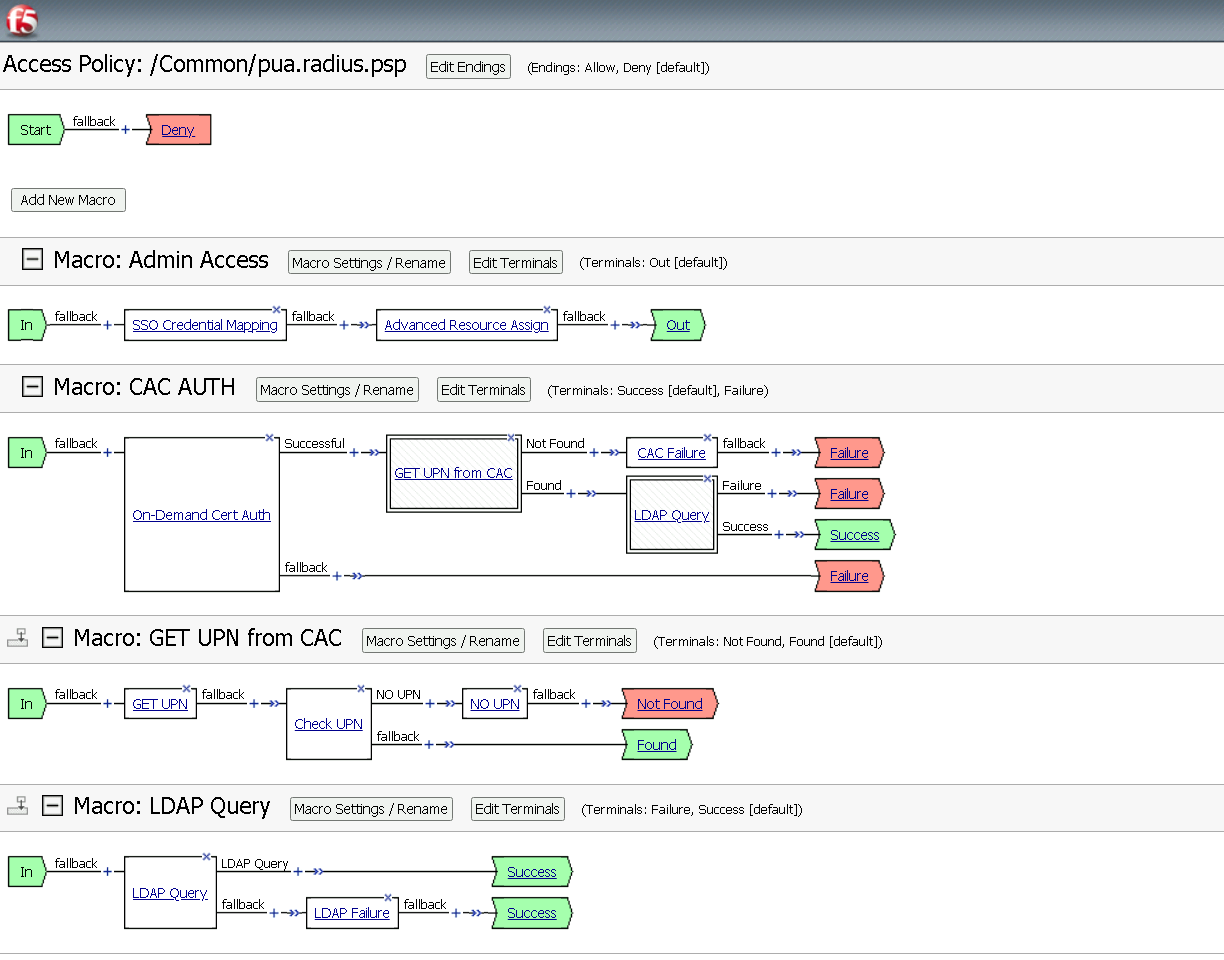 f5
Access Policy: /Common/pua.radius.psp Edit Endings (Endings: Allow, Deny [default])
Start fallback + Deny
Add New Macro
Macro: Admin Access Macro Settings / Rename Edit Terminals (Terminals: Out [default])
In fallback + SSO Credential Mapping fallback + Advanced Resource Assign fallback + Out
Macro: CAC AUTH Macro Settings / Rename Edit Terminals (Terminals: Success [default], Failure)
In fallback + On-Demand Cert Auth Successful + GET UPN from CAC Not Found + CAC Failure fallback + Failure
Found + LDAP Query Failure + Failure
Success + Success
fallback + Failure
Macro: GET UPN from CAC Macro Settings / Rename Edit Terminals (Terminals: Not Found, Found [default])
In fallback + GET UPN fallback + Check UPN NO UPN + NO UPN fallback + Not Found
fallback + Found
Macro: LDAP Query Macro Settings / Rename Edit Terminals (Terminals: Failure, Success [default])
In fallback + LDAP Query LDAP Query + Success
fallback + LDAP Failure fallback + Success